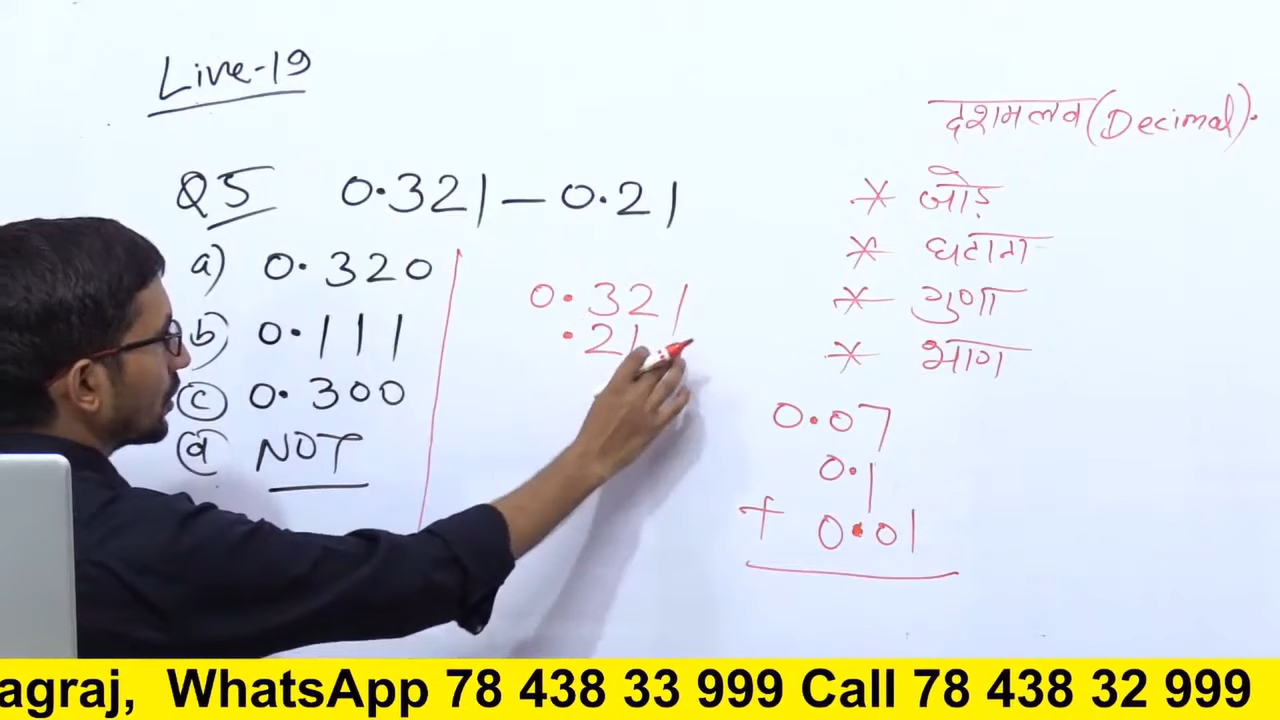 Live-19
दशमलव (Decimal).
Q5 0.321 - 0.21
a) 0.320
b) 0.111
c) 0.300
d) NOT
0.321
.21
* जोड़
* घटाना
* गुणा
* भाग
0.07
0.1
+ 0.01
agraj, WhatsApp 78 438 33 999 Call 78 438 32 999